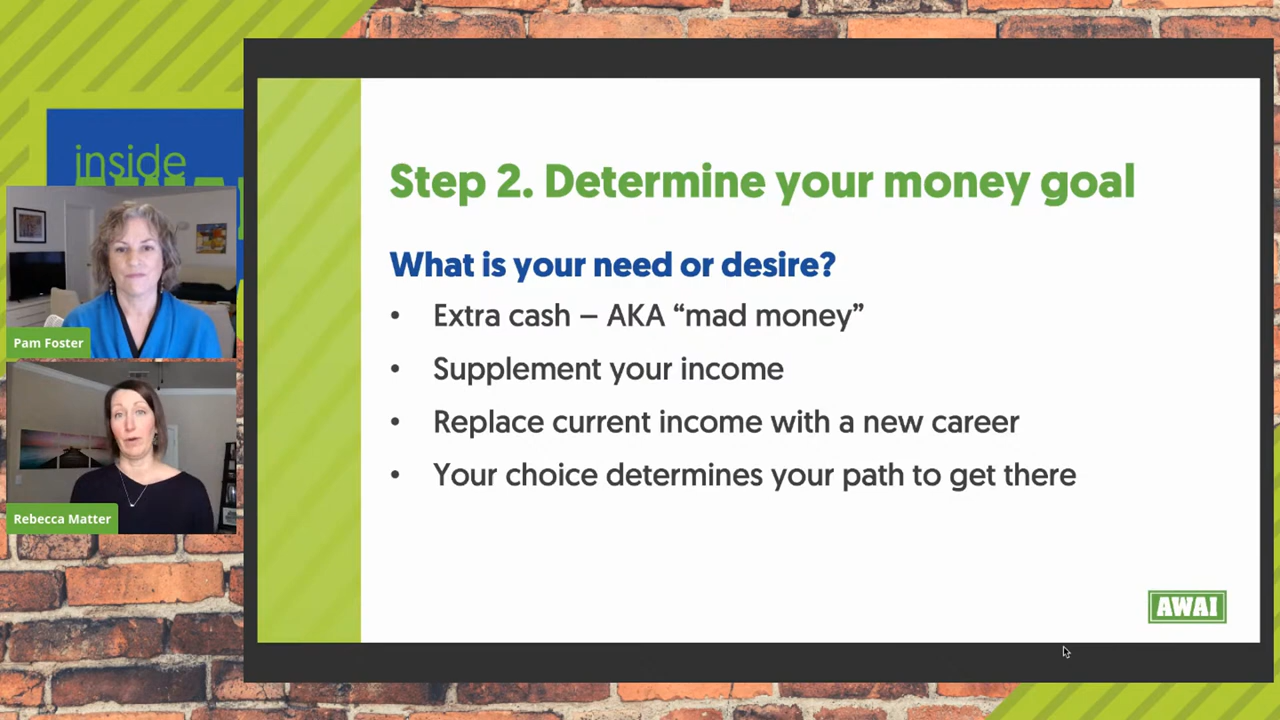 inside
Pam Foster
Rebecca Matter
Step 2. Determine your money goal
What is your need or desire?
• Extra cash – AKA “mad money”
• Supplement your income
• Replace current income with a new career
• Your choice determines your path to get there
AWAI